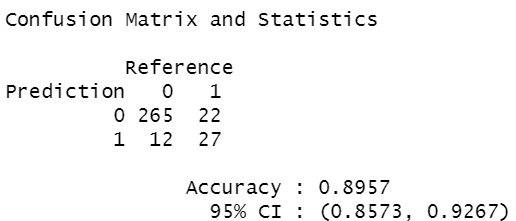 Confusion Matrix and Statistics
Reference
Prediction 0 1
0 265 22
1 12 27
Accuracy : 0.8957
95% CI : (0.8573, 0.9267)